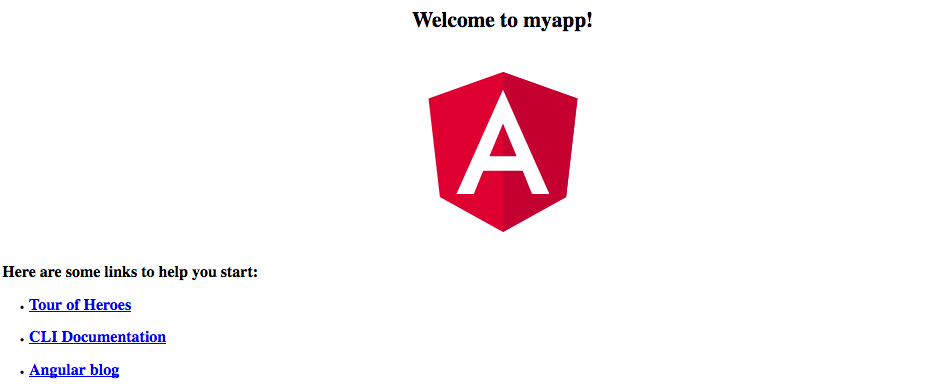 Welcome to myapp!
A
Here are some links to help you start:
Tour of Heroes
CLI Documentation
Angular blog